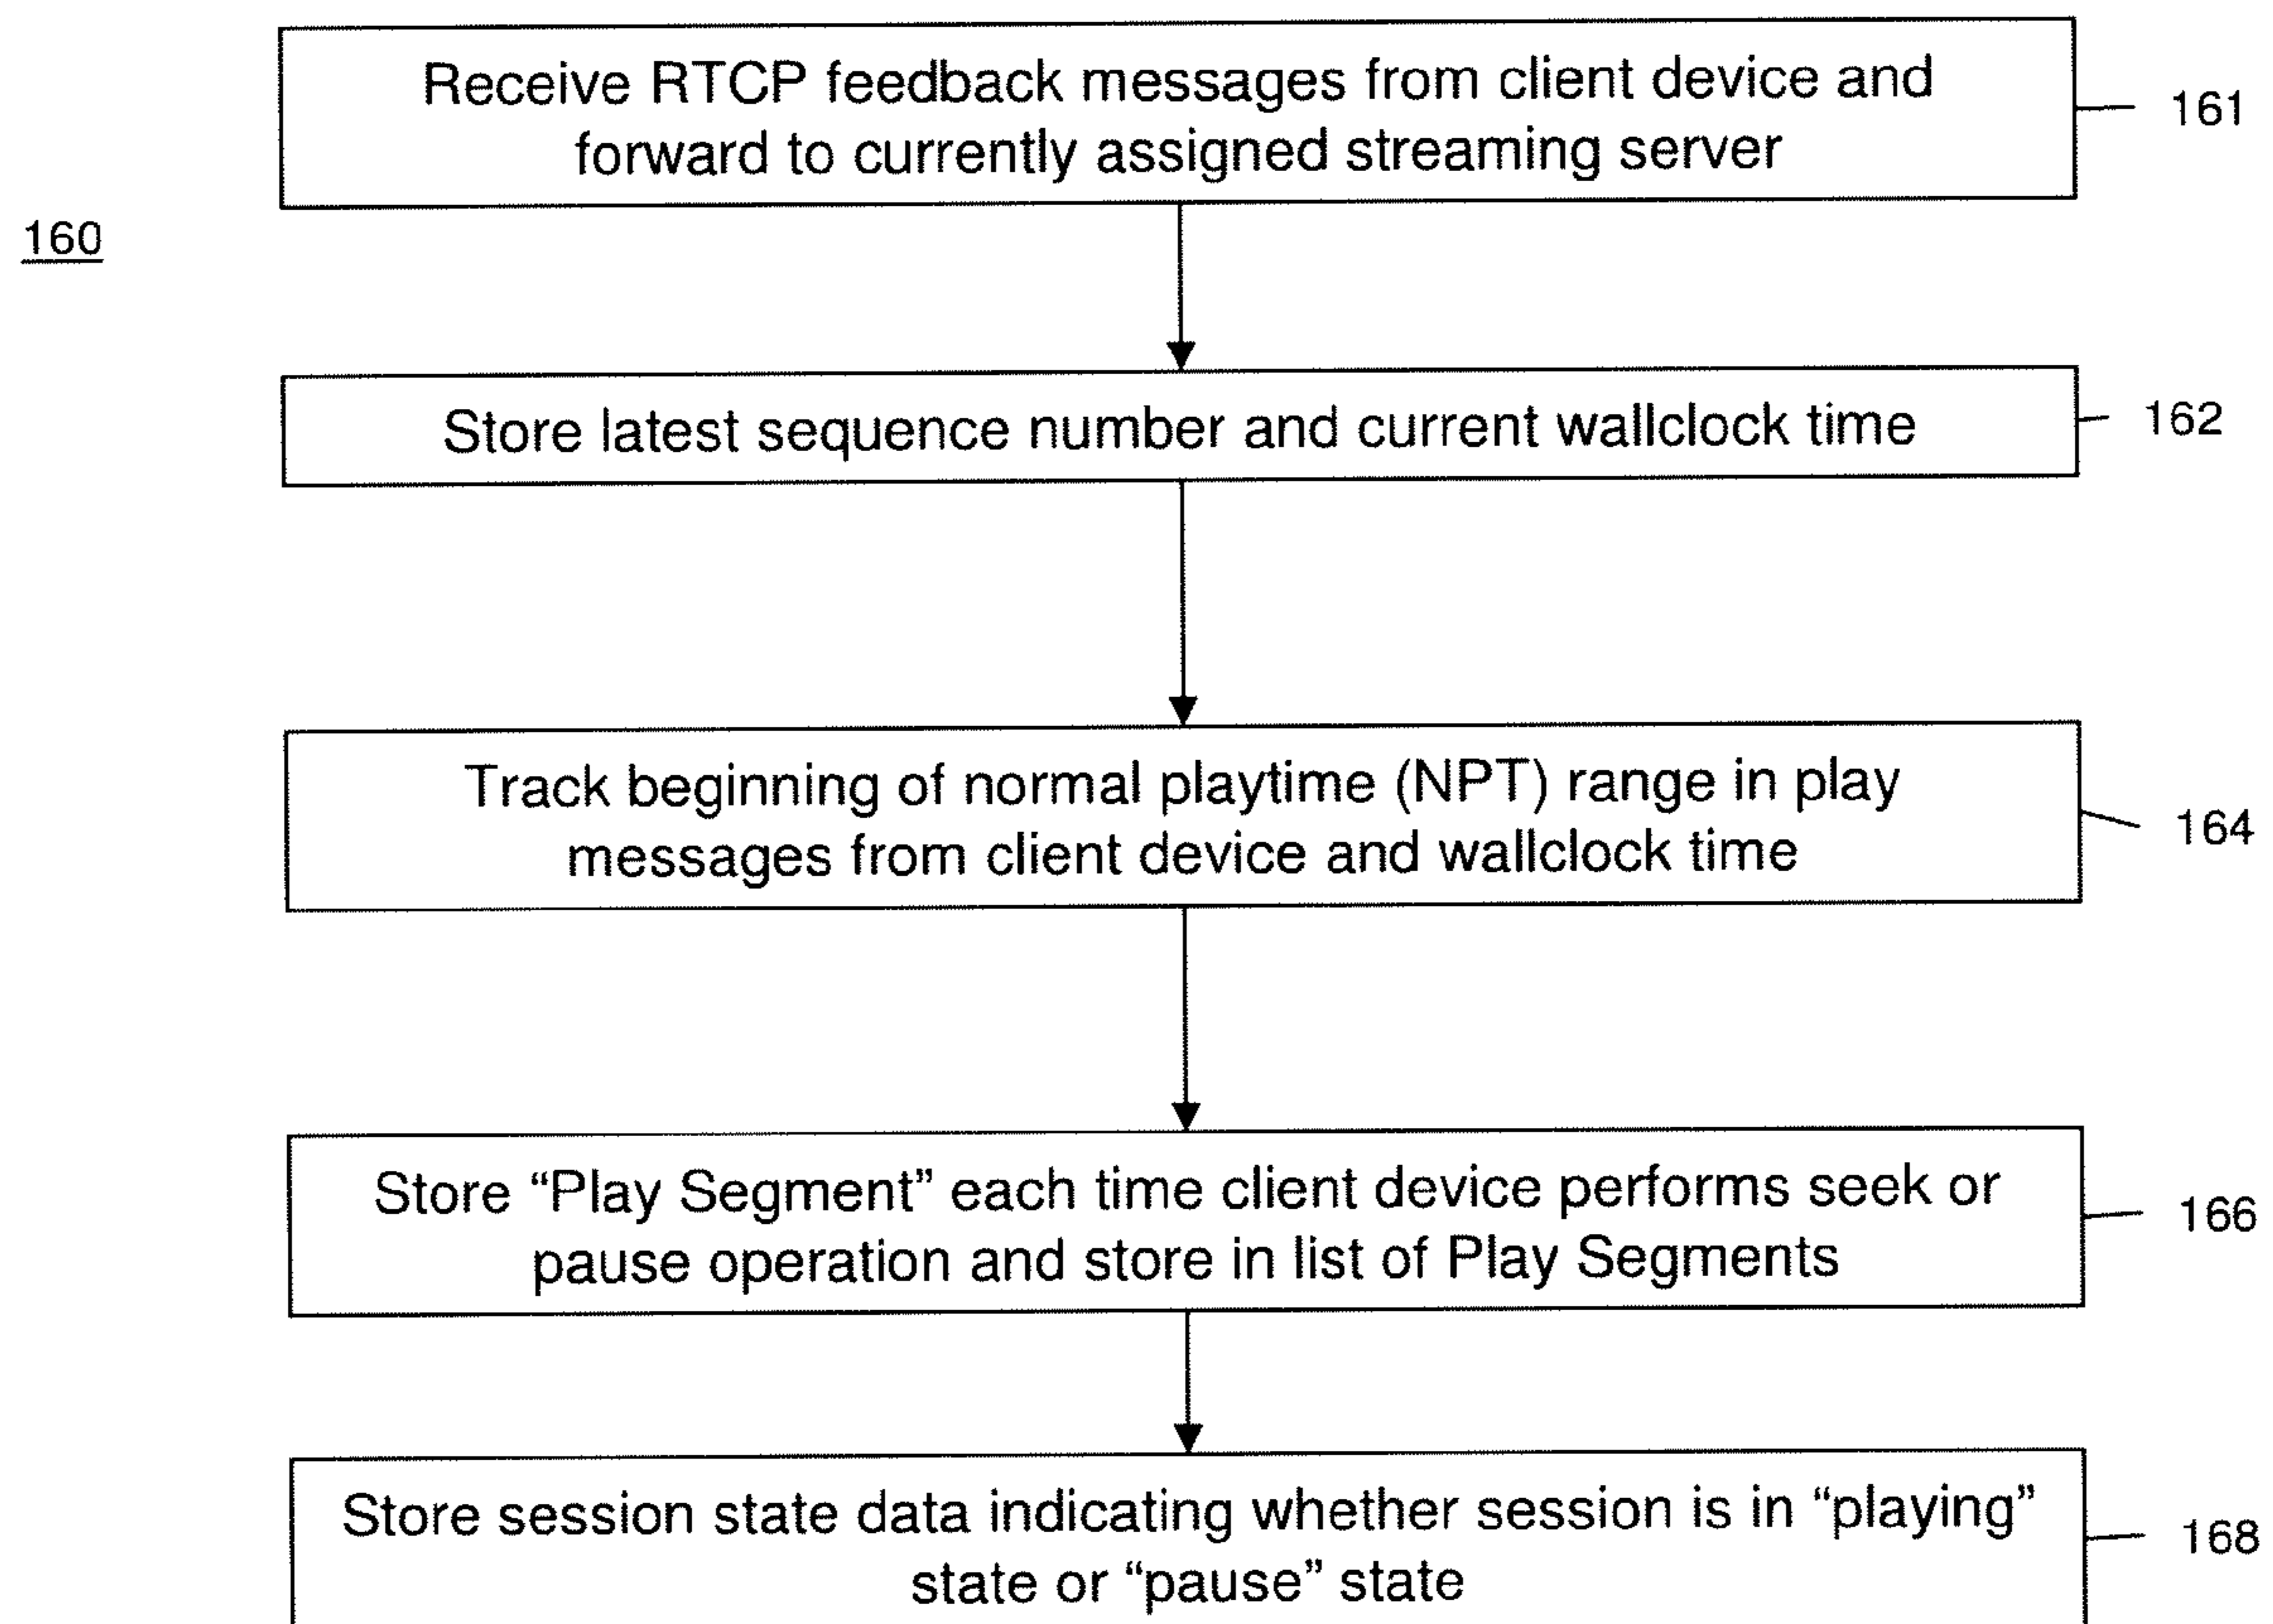 Receive RTCP feedback messages from client device and
forward to currently assigned streaming server
161
160
Store latest sequence number and current wallclock time
162
Track beginning of normal playtime (NPT) range in play
messages from client device and wallclock time
164
Store “Play Segment” each time client device performs seek or
pause operation and store in list of Play Segments
166
Store session state data indicating whether session is in “playing”
state or “pause” state
168